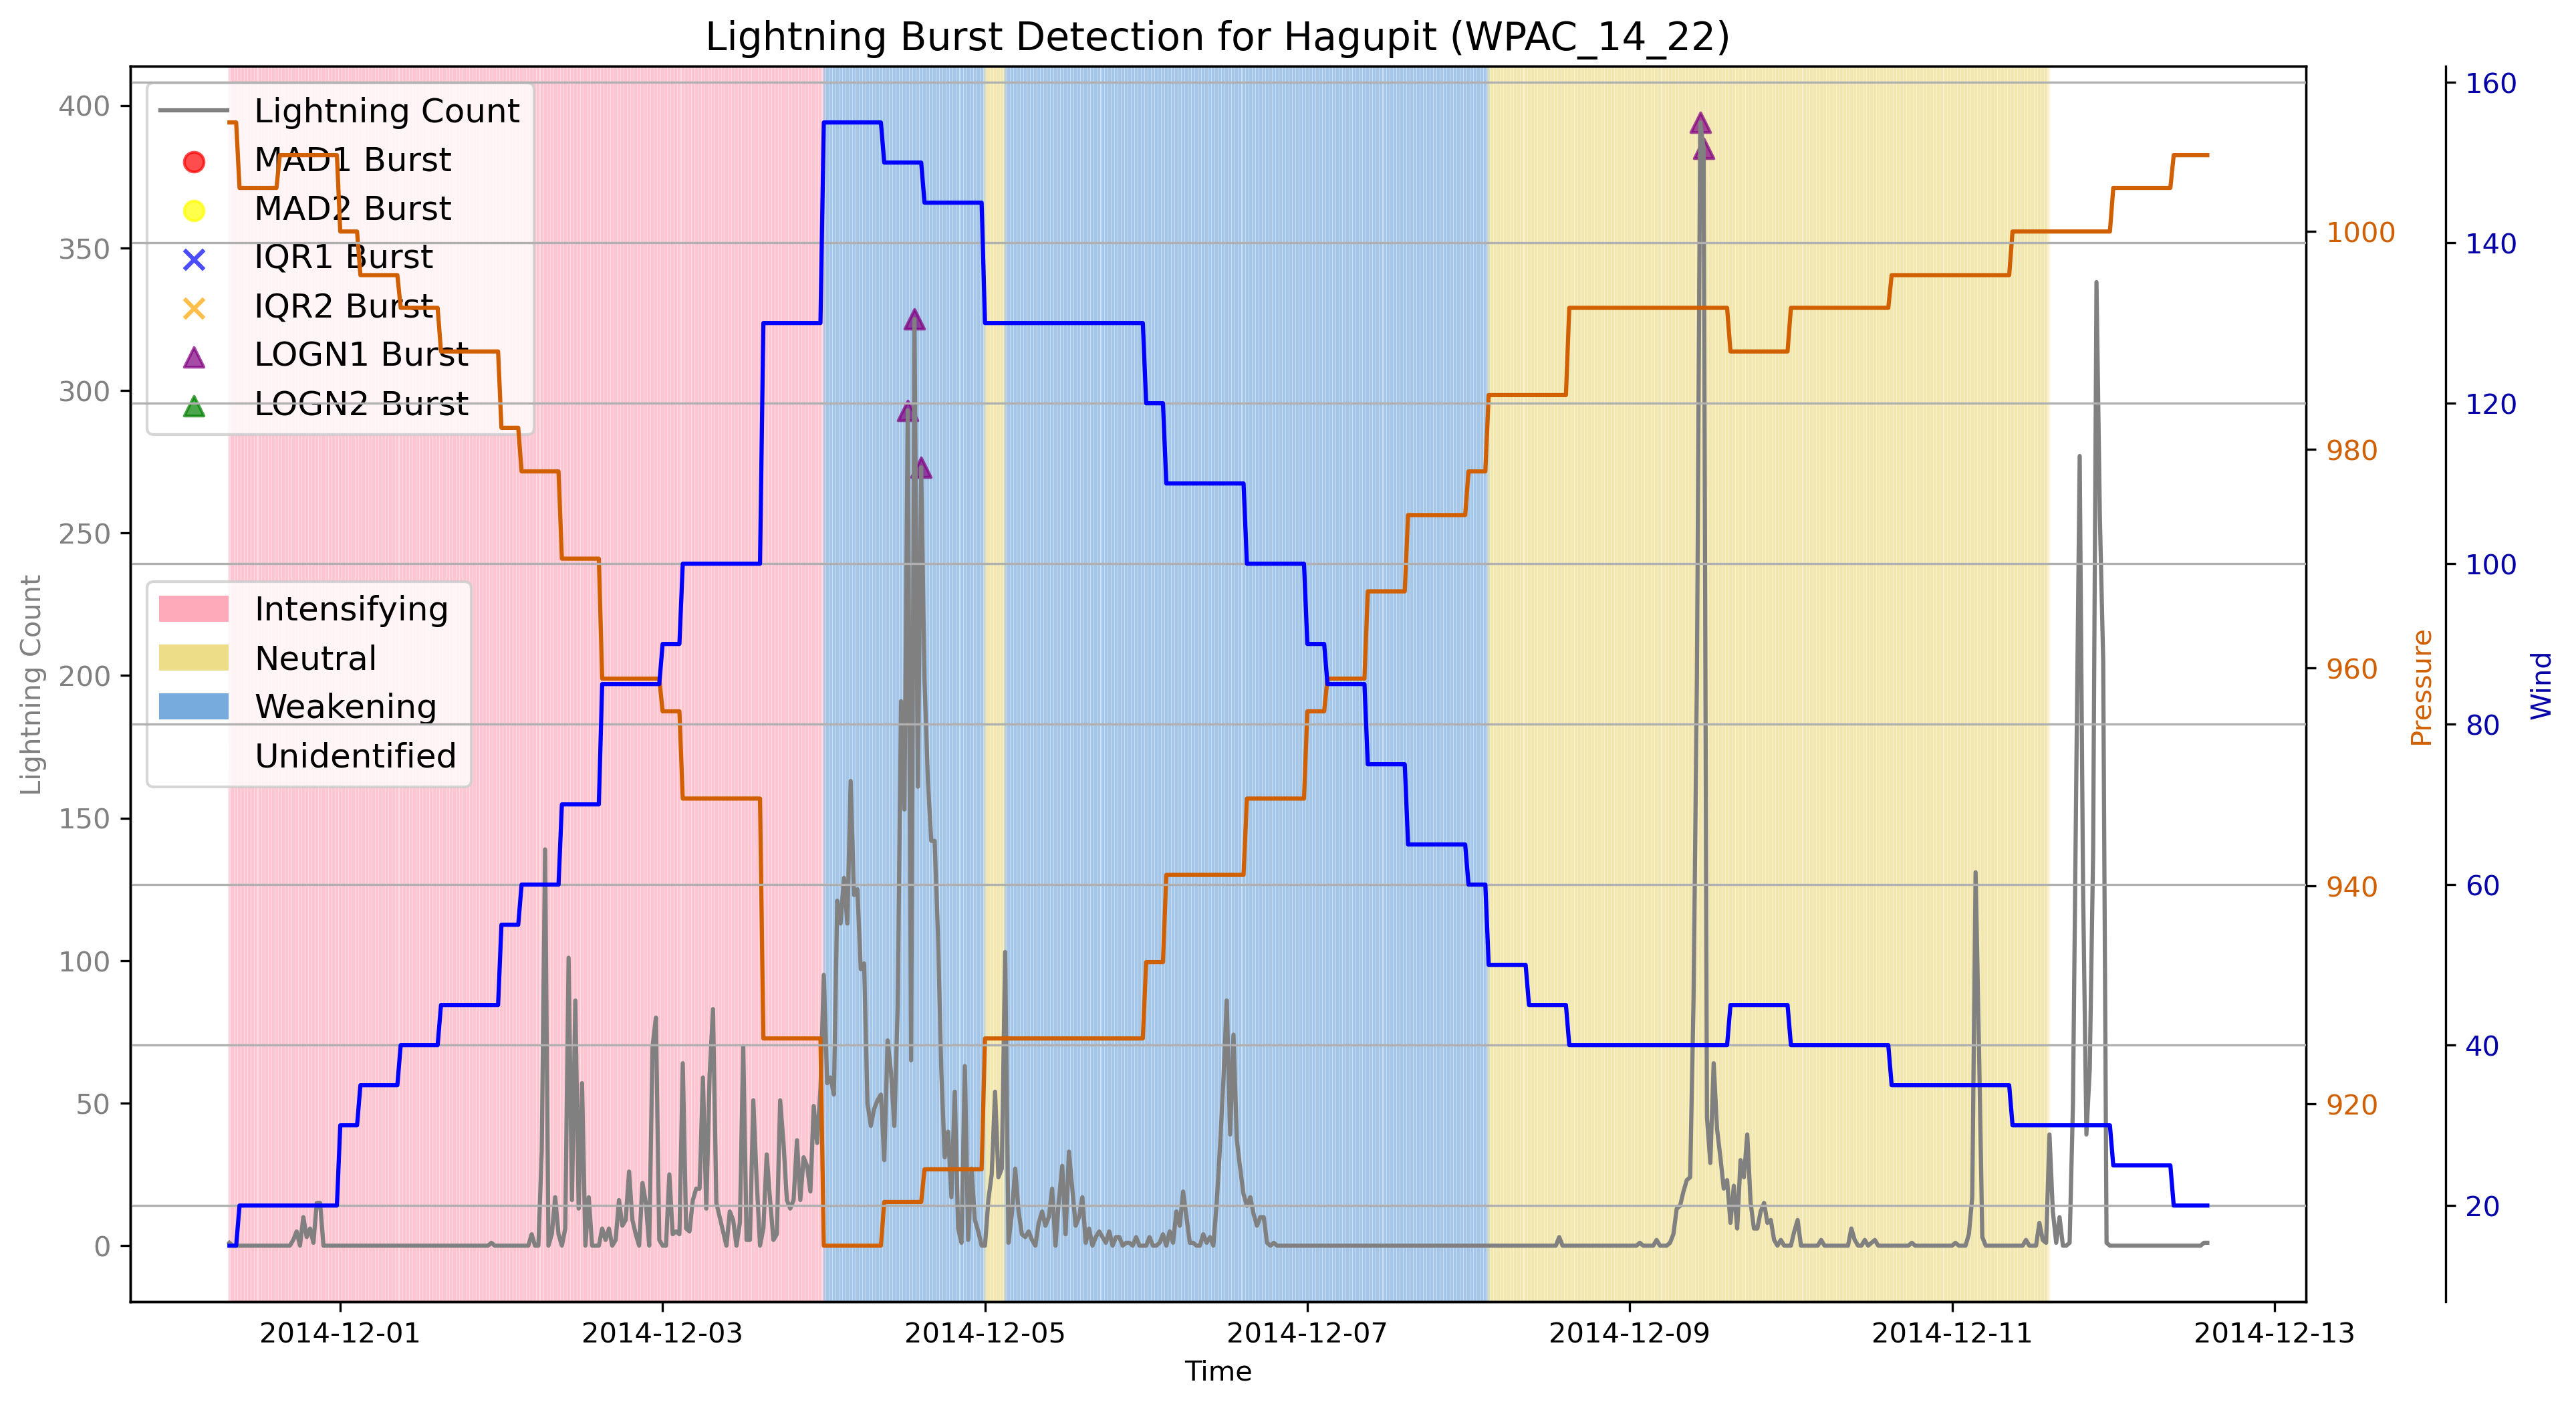 Lightning Burst Detection for Hagupit (WPAC_14_22)
Lightning Count
MAD1 Burst
MAD2 Burst
IQR1 Burst
IQR2 Burst
LOGN1 Burst
LOGN2 Burst
Intensifying
Neutral
Weakening
Unidentified
Lightning Count
400
350
300
250
200
150
100
50
0
1000
980
960
940
920
Pressure
160
140
120
100
80
60
40
20
Wind
2014-12-01
2014-12-03
2014-12-05
2014-12-07
2014-12-09
2014-12-11
2014-12-13
Time